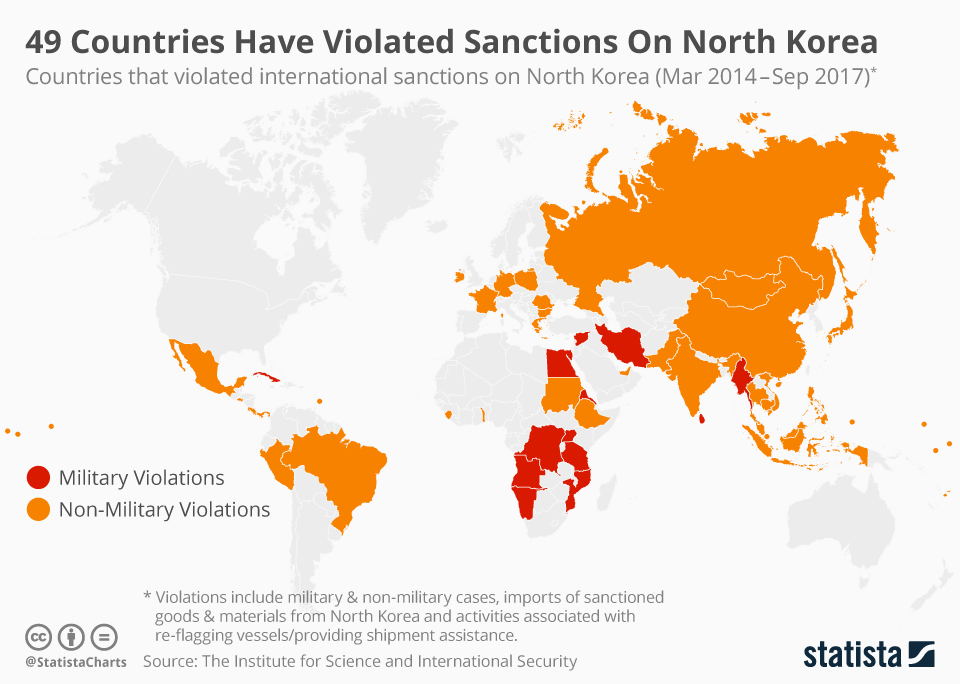 49 Countries Have Violated Sanctions On North Korea
Countries that violated international sanctions on North Korea (Mar 2014–Sep 2017)*
Military Violations
Non-Military Violations
* Violations include military & non-military cases, imports of sanctioned
goods & materials from North Korea and activities associated with
re-flagging vessels/providing shipment assistance.
cc
@StatistaCharts
Source: The Institute for Science and International Security
statista